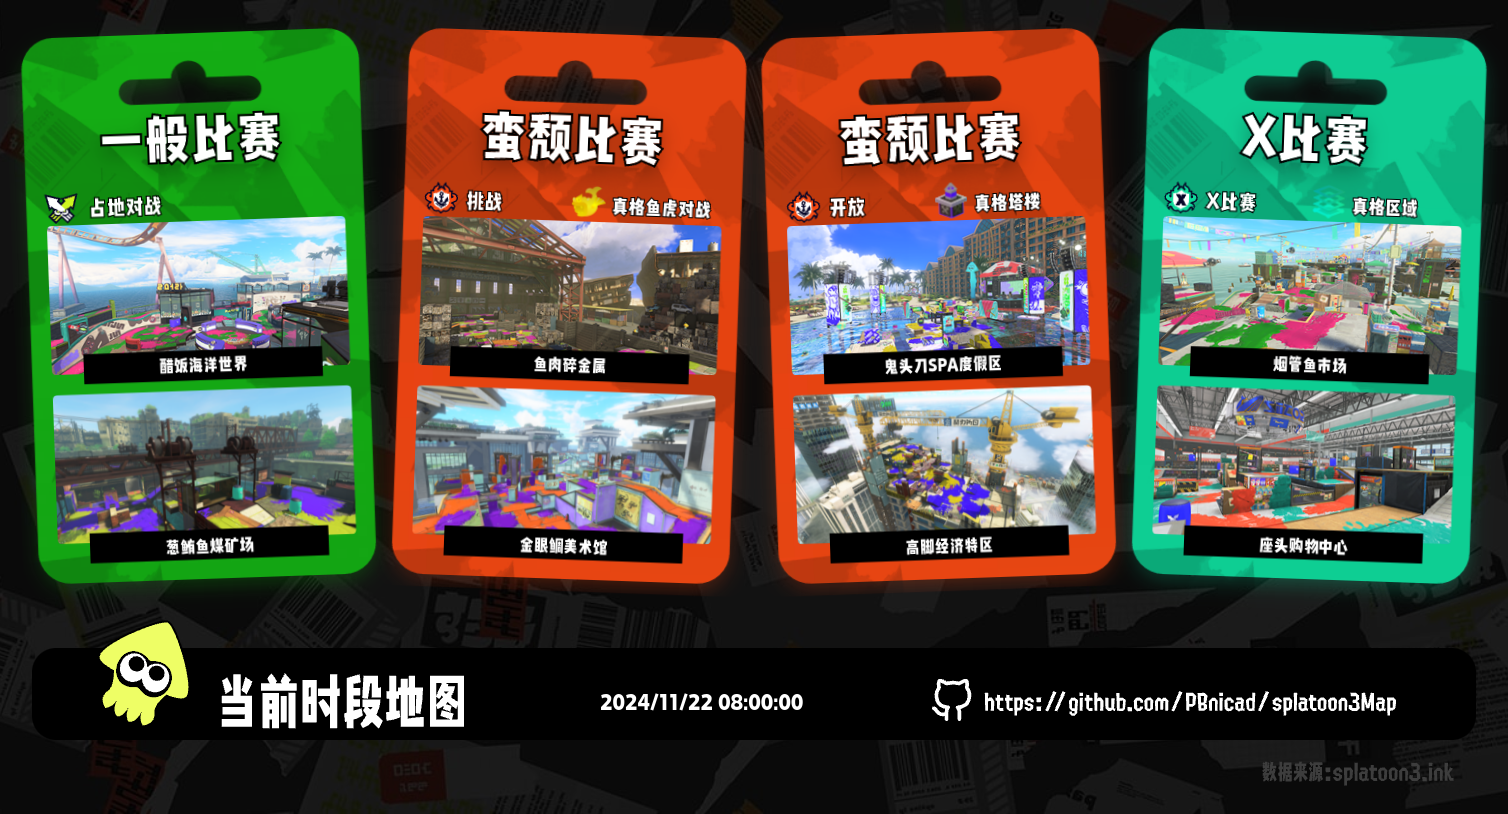 一般比赛
占地对战
醋饭海洋世界
葱鲔鱼煤矿场
蛮颓比赛
挑战
真格鱼虎对战
鱼肉碎金属
金眼鲷美术馆
蛮颓比赛
开放
真格塔楼
鬼头刀SPA度假区
高脚经济特区
X比赛
X比赛
真格区域
烟管鱼市场
座头购物中心
当前时段地图
2024/11/22 08:00:00
https://github.com/PBnicad/splatoon3Map
数据来源:splatoon3.ink